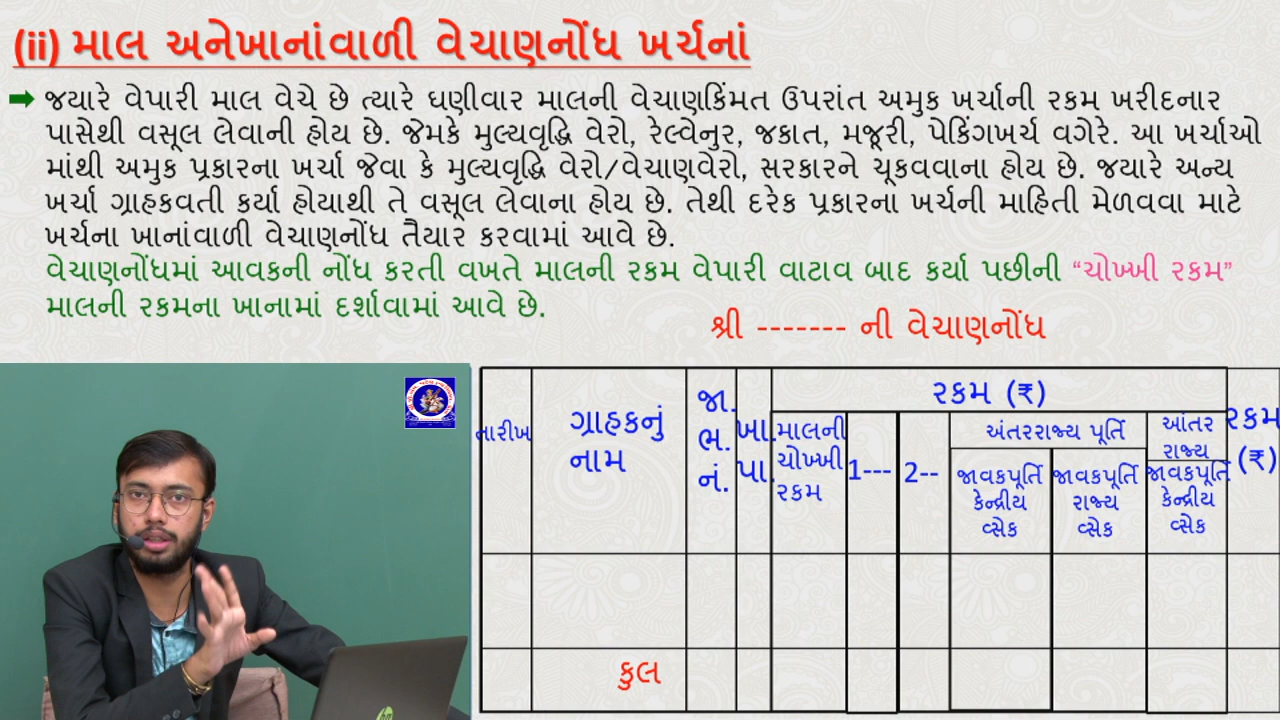 (ii) માલ અનેખાનાંવાળી વેચાણનોંધ ખર્ચનાં
➡ જયારે વેપારી માલ વેચે છે ત્યારે ઘણીવાર માલની વેચાણકિંમત ઉપરાંત અમુક ખર્ચાની રકમ ખરીદનાર
પાસેથી વસૂલ લેવાની હોય છે. જેમકે મુલ્યવૃદ્ધિ વેરો, રેલ્વેનુર, જકાત, મજૂરી, પેકિંગખર્ચ વગેરે. આ ખર્ચાઓ
માંથી અમુક પ્રકારના ખર્ચા જેવા કે મુલ્યવૃદ્ધિ વેરો/વેચાણવેરો, સરકારને ચૂકવવાના હોય છે. જયારે અન્ય
ખર્ચા ગ્રાહકવતી કર્યા હોયાથી તે વસૂલ લેવાના હોય છે. તેથી દરેક પ્રકારના ખર્ચની માહિતી મેળવવા માટે
ખર્ચના ખાનાંવાળી વેચાણનોંધ તૈયાર કરવામાં આવે છે.
વેચાણનોંધમાં આવકની નોંધ કરતી વખતે માલની રકમ વેપારી વાટાવ બાદ કર્યા પછીની “ચોખ્ખી રકમ”
માલની રકમના ખાનામાં દર્શાવામાં આવે છે.
શ્રી ------- ની વેચાણનોંધ
તારીખ
ગ્રાહકનું
નામ
જા.
ભ.
નં.
ખા.
પા.
રકમ (₹)
માલની
ચોખ્ખી
રકમ
1---
2--
અંતરરાજ્ય પૂર્તિ
જાવકપૂર્તિ
કેન્દ્રીય
વ્સેક
જાવકપૂર્તિ
રાજ્ય
વ્સેક
આંતર
રાજ્ય
જાવકપૂર્તિ
કેન્દ્રીય
વ્સેક
રકમ
(₹)
કુલ